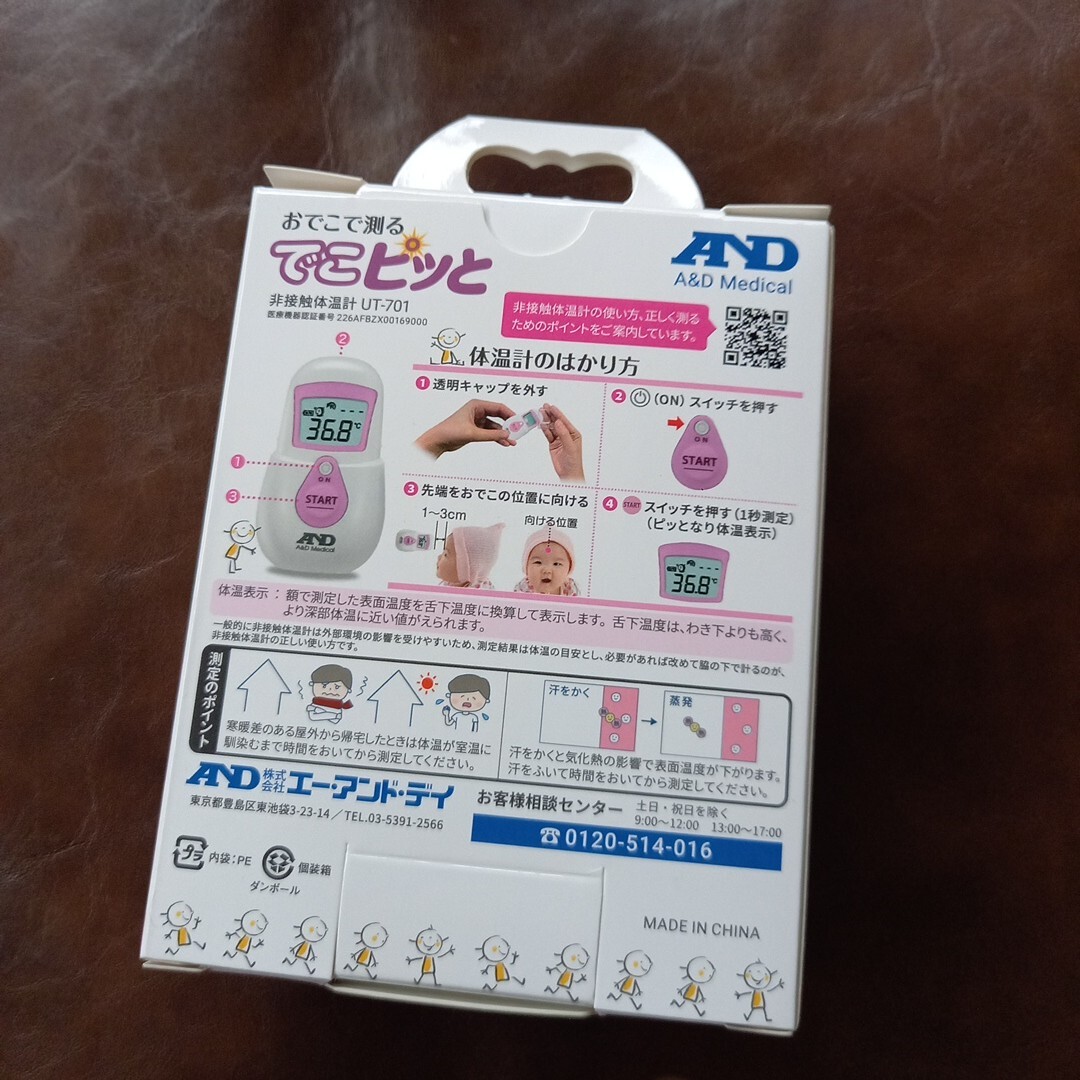 おでこで測る
でこピッと
非接触体温計 UT-701
医療機器認証番号 226AFBZX00169000
AND
A&D Medical
非接触体温計の使い方、正しく測る
ためのポイントをご案内しています。
体温計のはかり方
❶ 透明キャップを外す
❷ (ON) スイッチを押す
ON
START
❸ 先端をおでこの位置に向ける
1～3cm
向ける位置
❹ START スイッチを押す (1秒測定)
(ピッとなり体温表示)
36.8
❷
36.8℃
❶
ON
❸
START
AND
A&D Medical
体温表示 : 額で測定した表面温度を舌下温度に換算して表示します。舌下温度は、わき下よりも高く、
より深部体温に近い値がえられます。
一般的に非接触体温計は外部環境の影響を受けやすいため、測定結果は体温の目安とし、必要があれば改めて脇の下で計るのが、
非接触体温計の正しい使い方です。
測定のポイント
寒暖差のある屋外から帰宅したときは体温が室温に
馴染むまで時間をおいてから測定してください。
汗をかく
蒸発
汗をかくと気化熱の影響で表面温度が下がります。
汗をふいて時間をおいてから測定してください。
AND 株式会社 エー・アンド・デイ
東京都豊島区東池袋3-23-14／TEL.03-5391-2566
お客様相談センター
土日・祝日を除く
9:00～12:00 13:00～17:00
☎0120-514-016
プラ
内袋:PE
個装箱
ダンボール
MADE IN CHINA